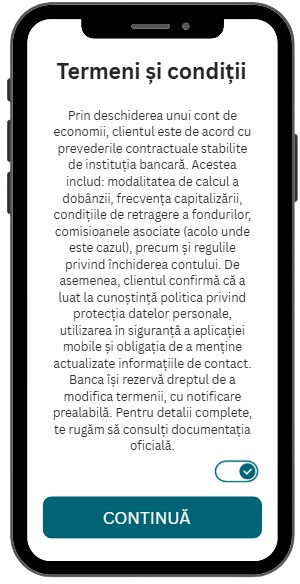 Termeni și condiții
Prin deschiderea unui cont de
economii, clientul este de acord cu
prevederile contractuale stabilite
de instituția bancară. Acestea
includ: modalitatea de calcul a
dobânzii, frecvența capitalizării,
condițiile de retragere a fondurilor,
comisioanele asociate (acolo unde
este cazul), precum și regulile
privind închiderea contului. De
asemenea, clientul confirmă că a
luat la cunoștință politica privind
protecția datelor personale,
utilizarea în siguranță a aplicației
mobile și obligația de a menține
actualizate informațiile de contact.
Banca își rezervă dreptul de a
modifica termenii, cu notificare
prealabilă. Pentru detalii complete,
te rugăm să consulți documentația
oficială.
CONTINUĂ